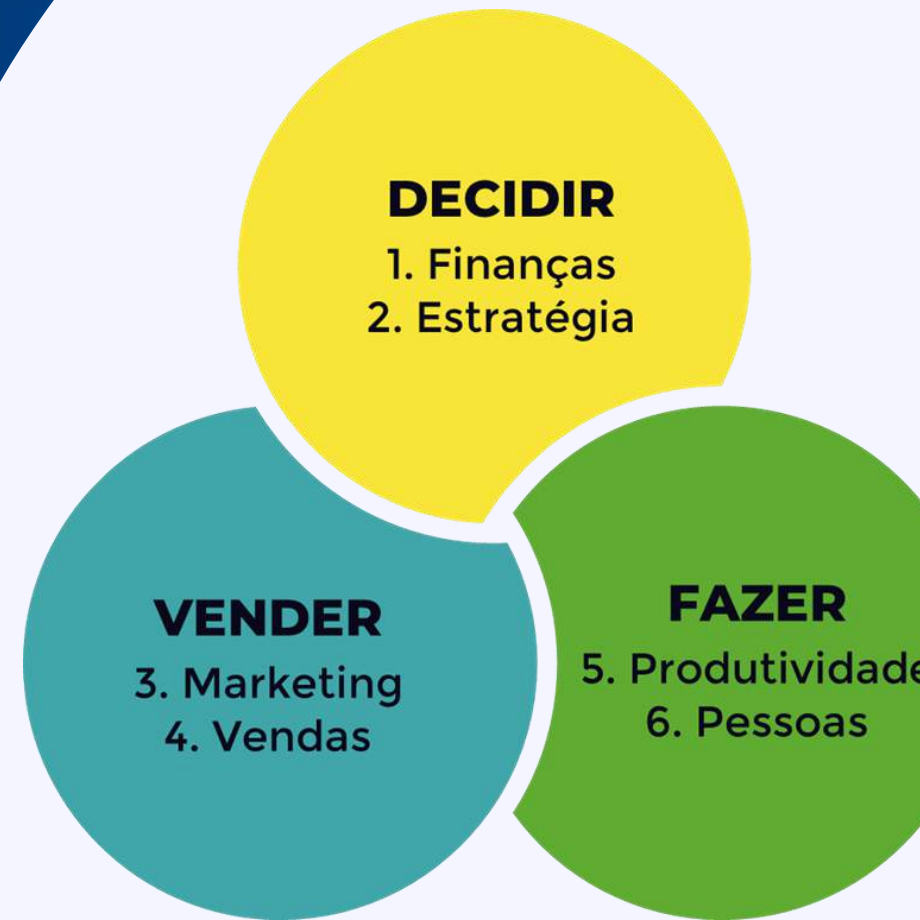 DECIDIR
1. Finanças
2. Estratégia
VENDER
3. Marketing
4. Vendas
FAZER
5. Produtividade
6. Pessoas